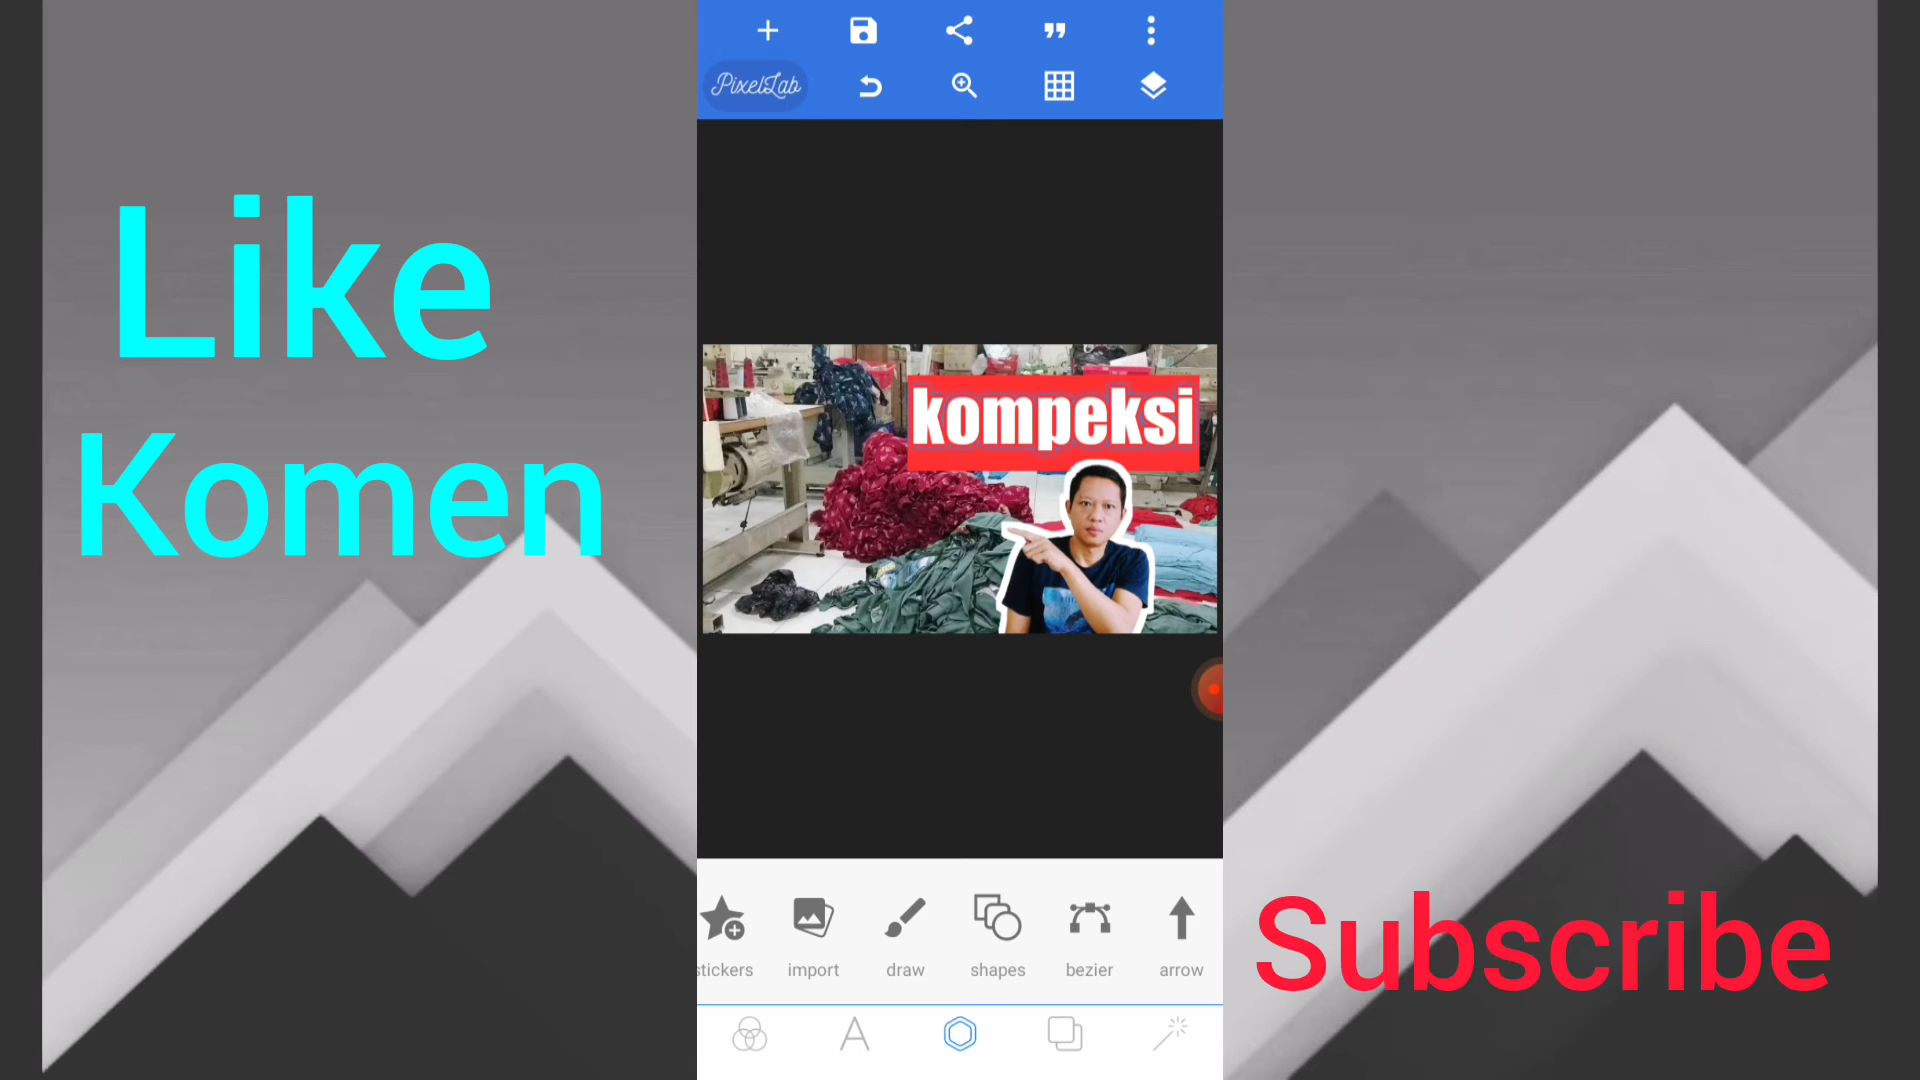 PixelLab
Like
Komen
kompeksi
stickers import draw shapes bezier arrow
Subscribe